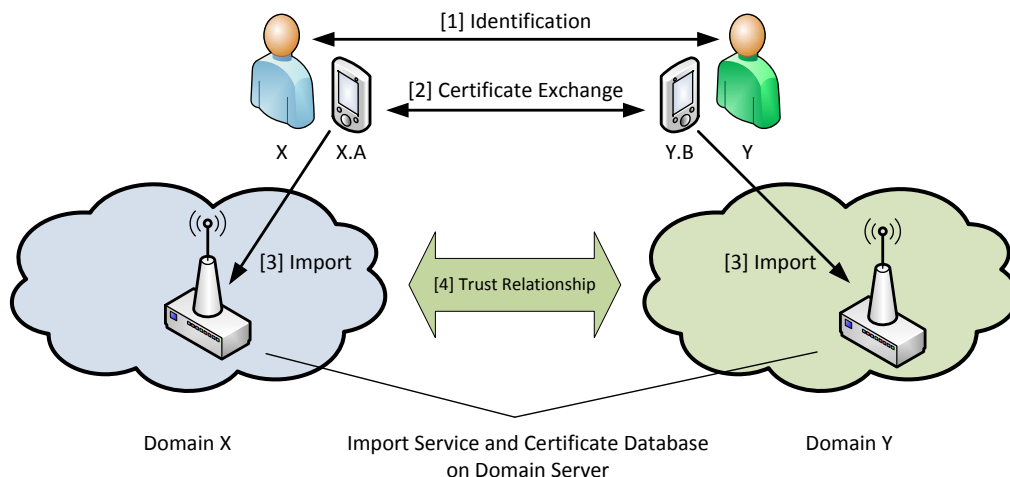 [1] Identification
[2] Certificate Exchange
X
X.A
Y.B
Y
[3] Import
[4] Trust Relationship
[3] Import
Domain X
Import Service and Certificate Database
on Domain Server
Domain Y